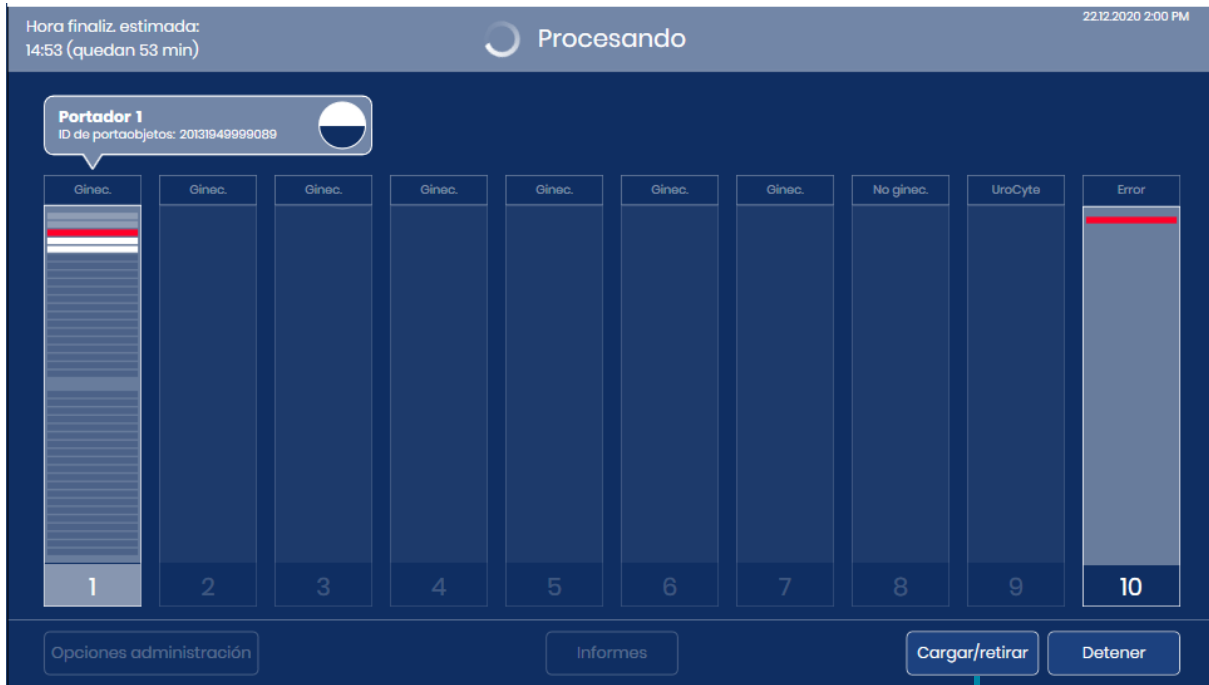 Hora finaliz. estimada:
14:53 (quedan 53 min)
Procesando
22.12.2020 2:00 PM
Portador 1
ID de portaobjetos: 20131949999089
Ginec.
Ginec.
Ginec.
Ginec.
Ginec.
Ginec.
Ginec.
No ginec.
UroCyte
Error
1
2
3
4
5
6
7
8
9
10
Opciones administración
Informes
Cargar/retirar
Detener